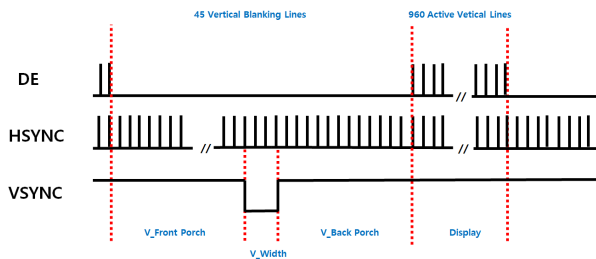 45 Vertical Blanking Lines
960 Active Vetical Lines
DE
//
HSYNC
//
//
VSYNC
V_Front Porch
V_Back Porch
Display
V_Width